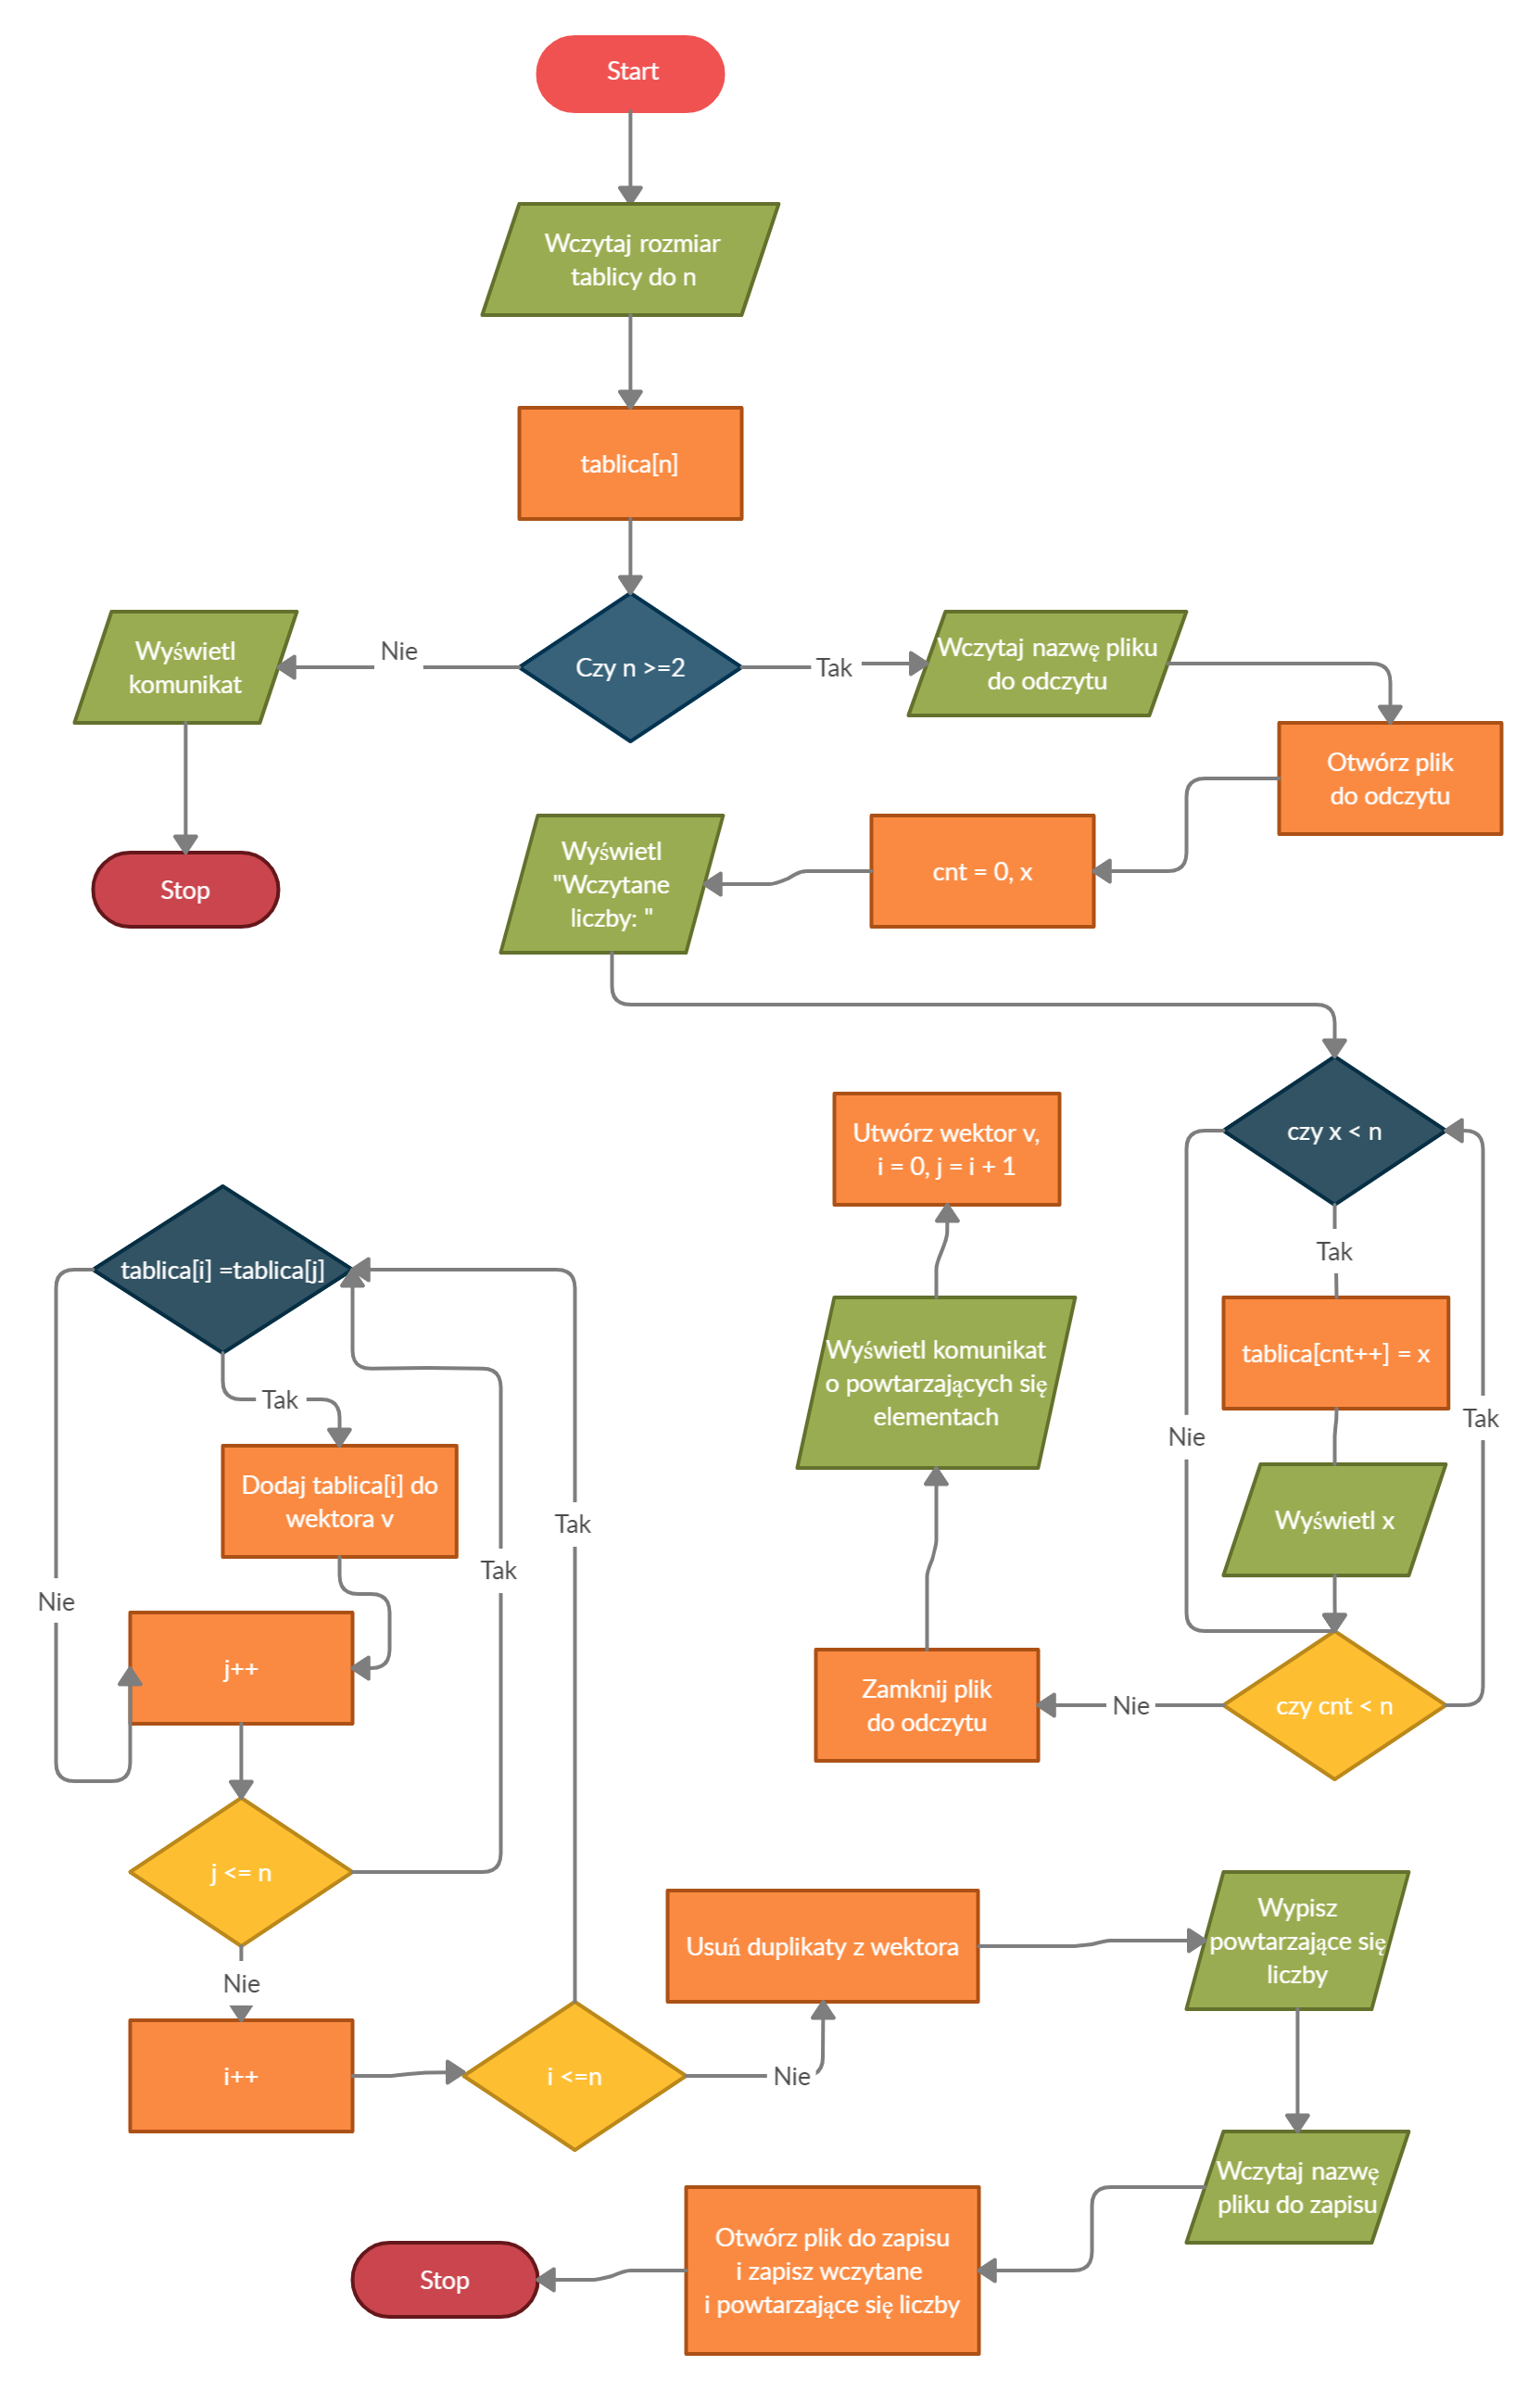 Start
Wczytaj rozmiar
tablicy do n
tablica[n]
Czy n >=2
Nie
Wyświetl
komunikat
Stop
Tak
Wczytaj nazwę pliku
do odczytu
Otwórz plik
do odczytu
cnt = 0, x
Wyświetl
"Wczytane
liczby: "
czy x < n
Tak
tablica[cnt++] = x
Wyświetl x
Nie
Tak
czy cnt < n
Nie
Zamknij plik
do odczytu
Wyświetl komunikat
o powtarzających się
elementach
Utwórz wektor v,
i = 0, j = i + 1
tablica[i] =tablica[j]
Tak
Dodaj tablica[i] do
wektora v
Nie
j++
Tak
j <= n
Nie
i++
Tak
i <=n
Nie
Usuń duplikaty z wektora
Wypisz
powtarzające się
liczby
Wczytaj nazwę
pliku do zapisu
Otwórz plik do zapisu
i zapisz wczytane
i powtarzające się liczby
Stop